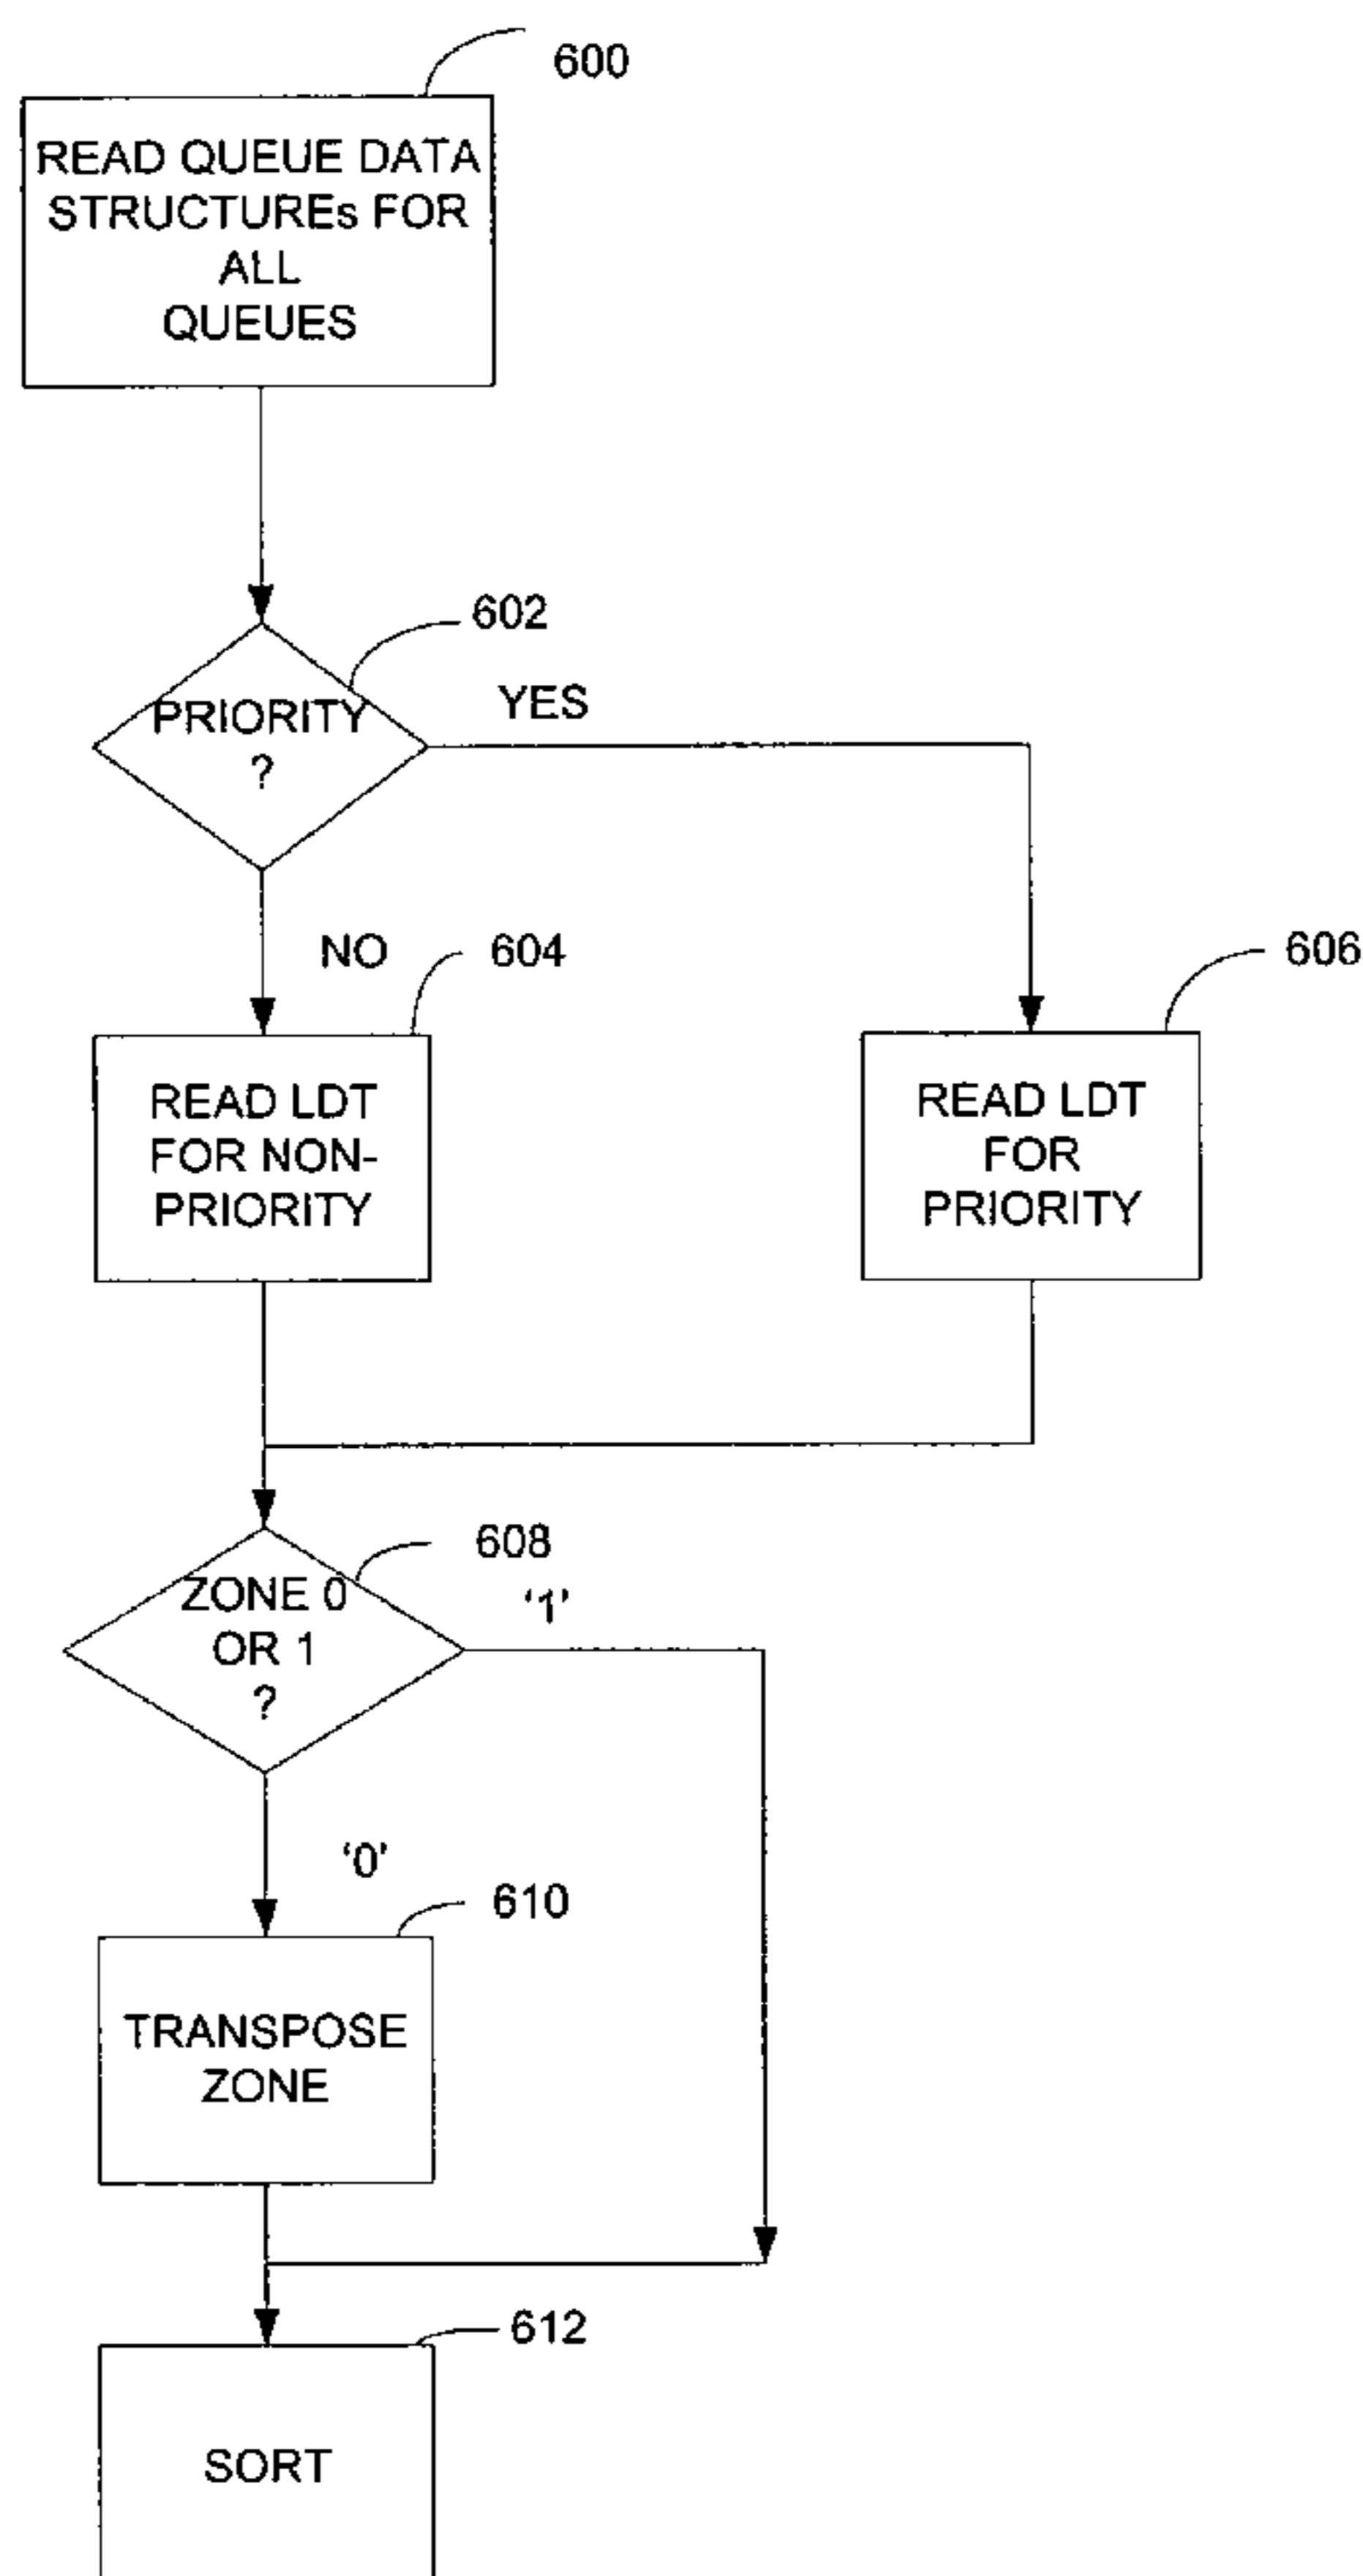 600
READ QUEUE DATA
STRUCTUREs FOR
ALL
QUEUES
602
PRIORITY
?
YES
NO
604
606
READ LDT
FOR NON-
PRIORITY
READ LDT
FOR
PRIORITY
608
ZONE 0
OR 1
?
‘1’
‘0’
610
TRANSPOSE
ZONE
612
SORT